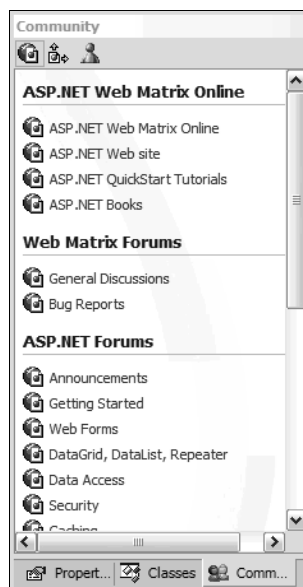 Community
ASP.NET Web Matrix Online
ASP.NET Web Matrix Online
ASP.NET Web site
ASP.NET QuickStart Tutorials
ASP.NET Books
Web Matrix Forums
General Discussions
Bug Reports
ASP.NET Forums
Announcements
Getting Started
Web Forms
DataGrid, DataList, Repeater
Data Access
Security
Caching
Propert... Classes Comm...